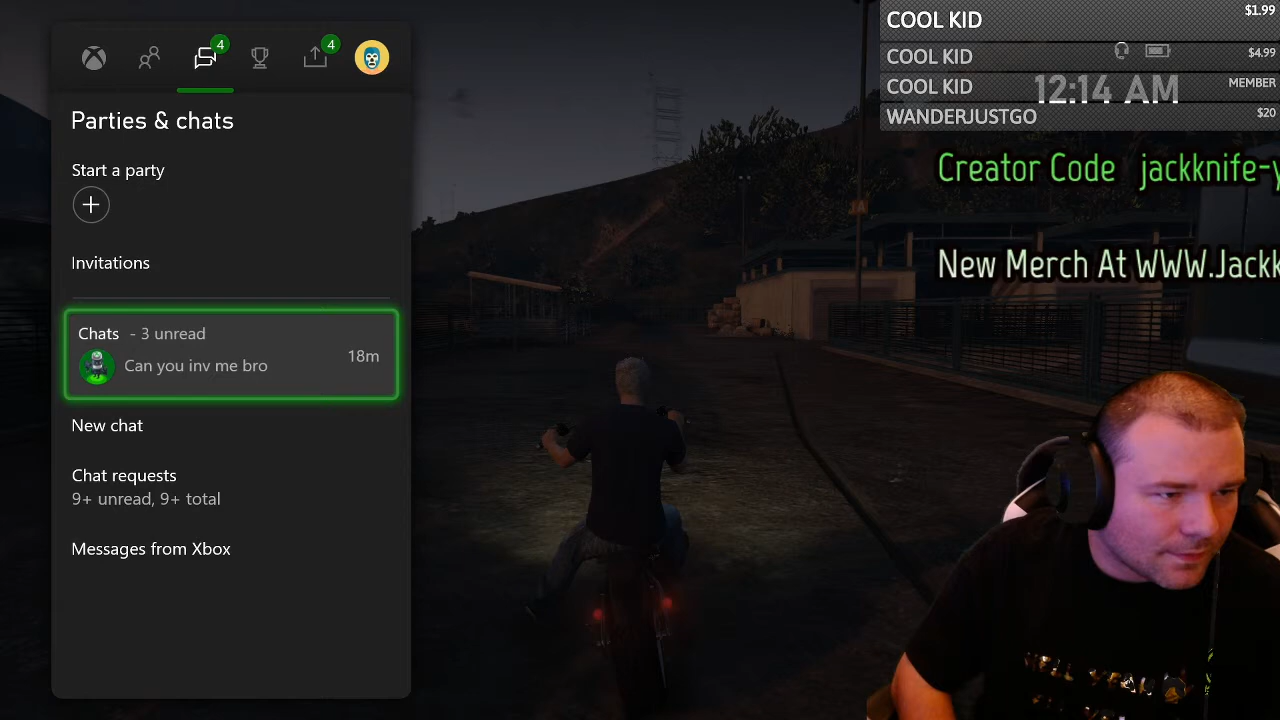 4
4
Parties & chats
Start a party
Invitations
Chats - 3 unread
Can you inv me bro
18m
New chat
Chat requests
9+ unread, 9+ total
Messages from Xbox
COOL KID $1.99
COOL KID $4.99
COOL KID MEMBER
12:14 AM
WANDERJUSTGO $20
Creator Code jackknife-y
New Merch At WWW.Jackk